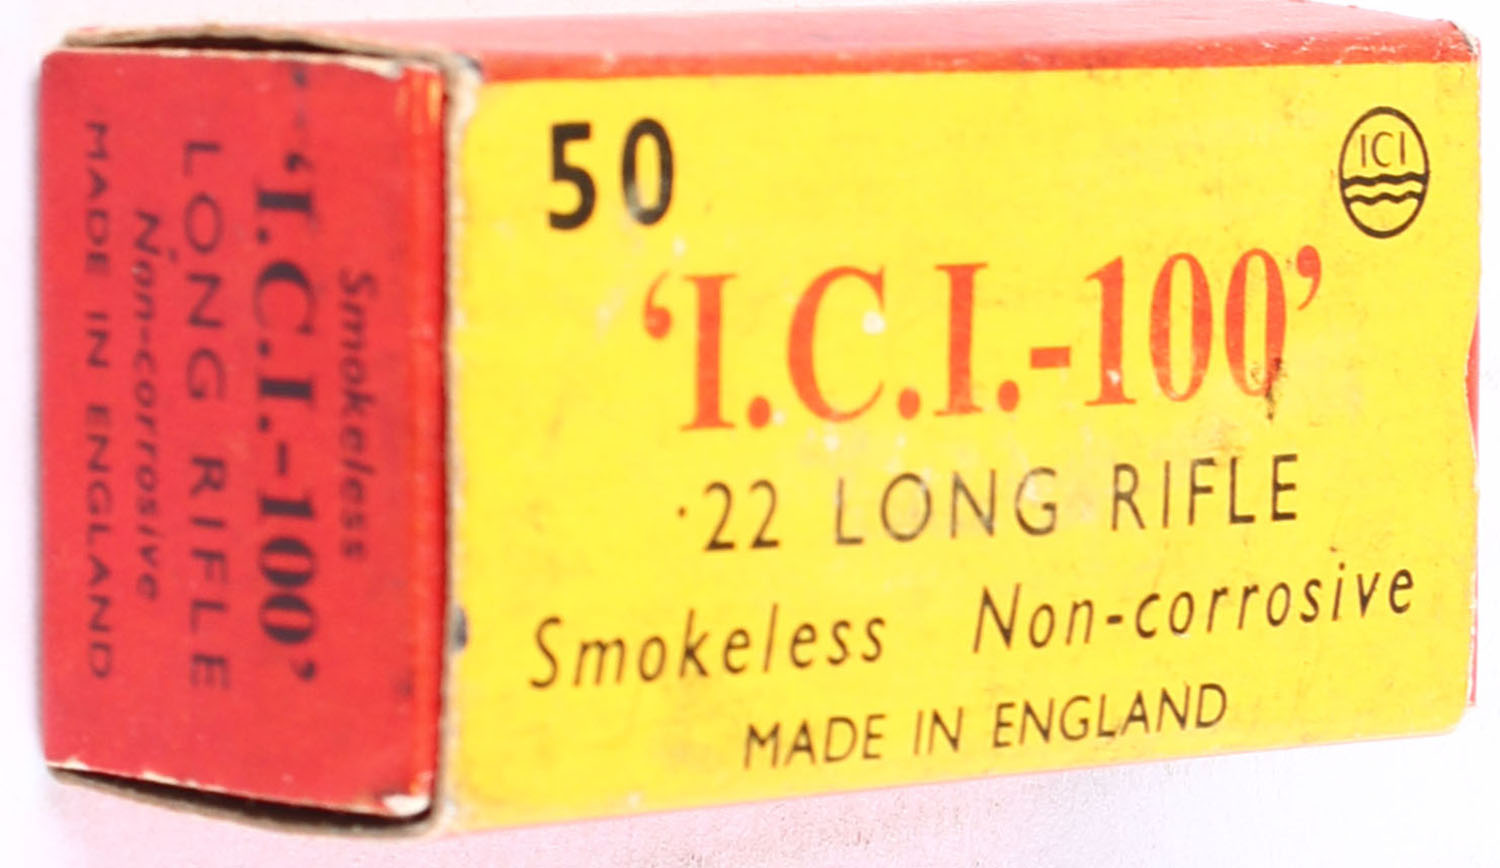 50
ICI
'I.C.I.-100'
·22 LONG RIFLE
Smokeless Non-corrosive
MADE IN ENGLAND
Smokeless
'I.C.I.-100'
LONG RIFLE
Non-corrosive
MADE IN ENGLAND